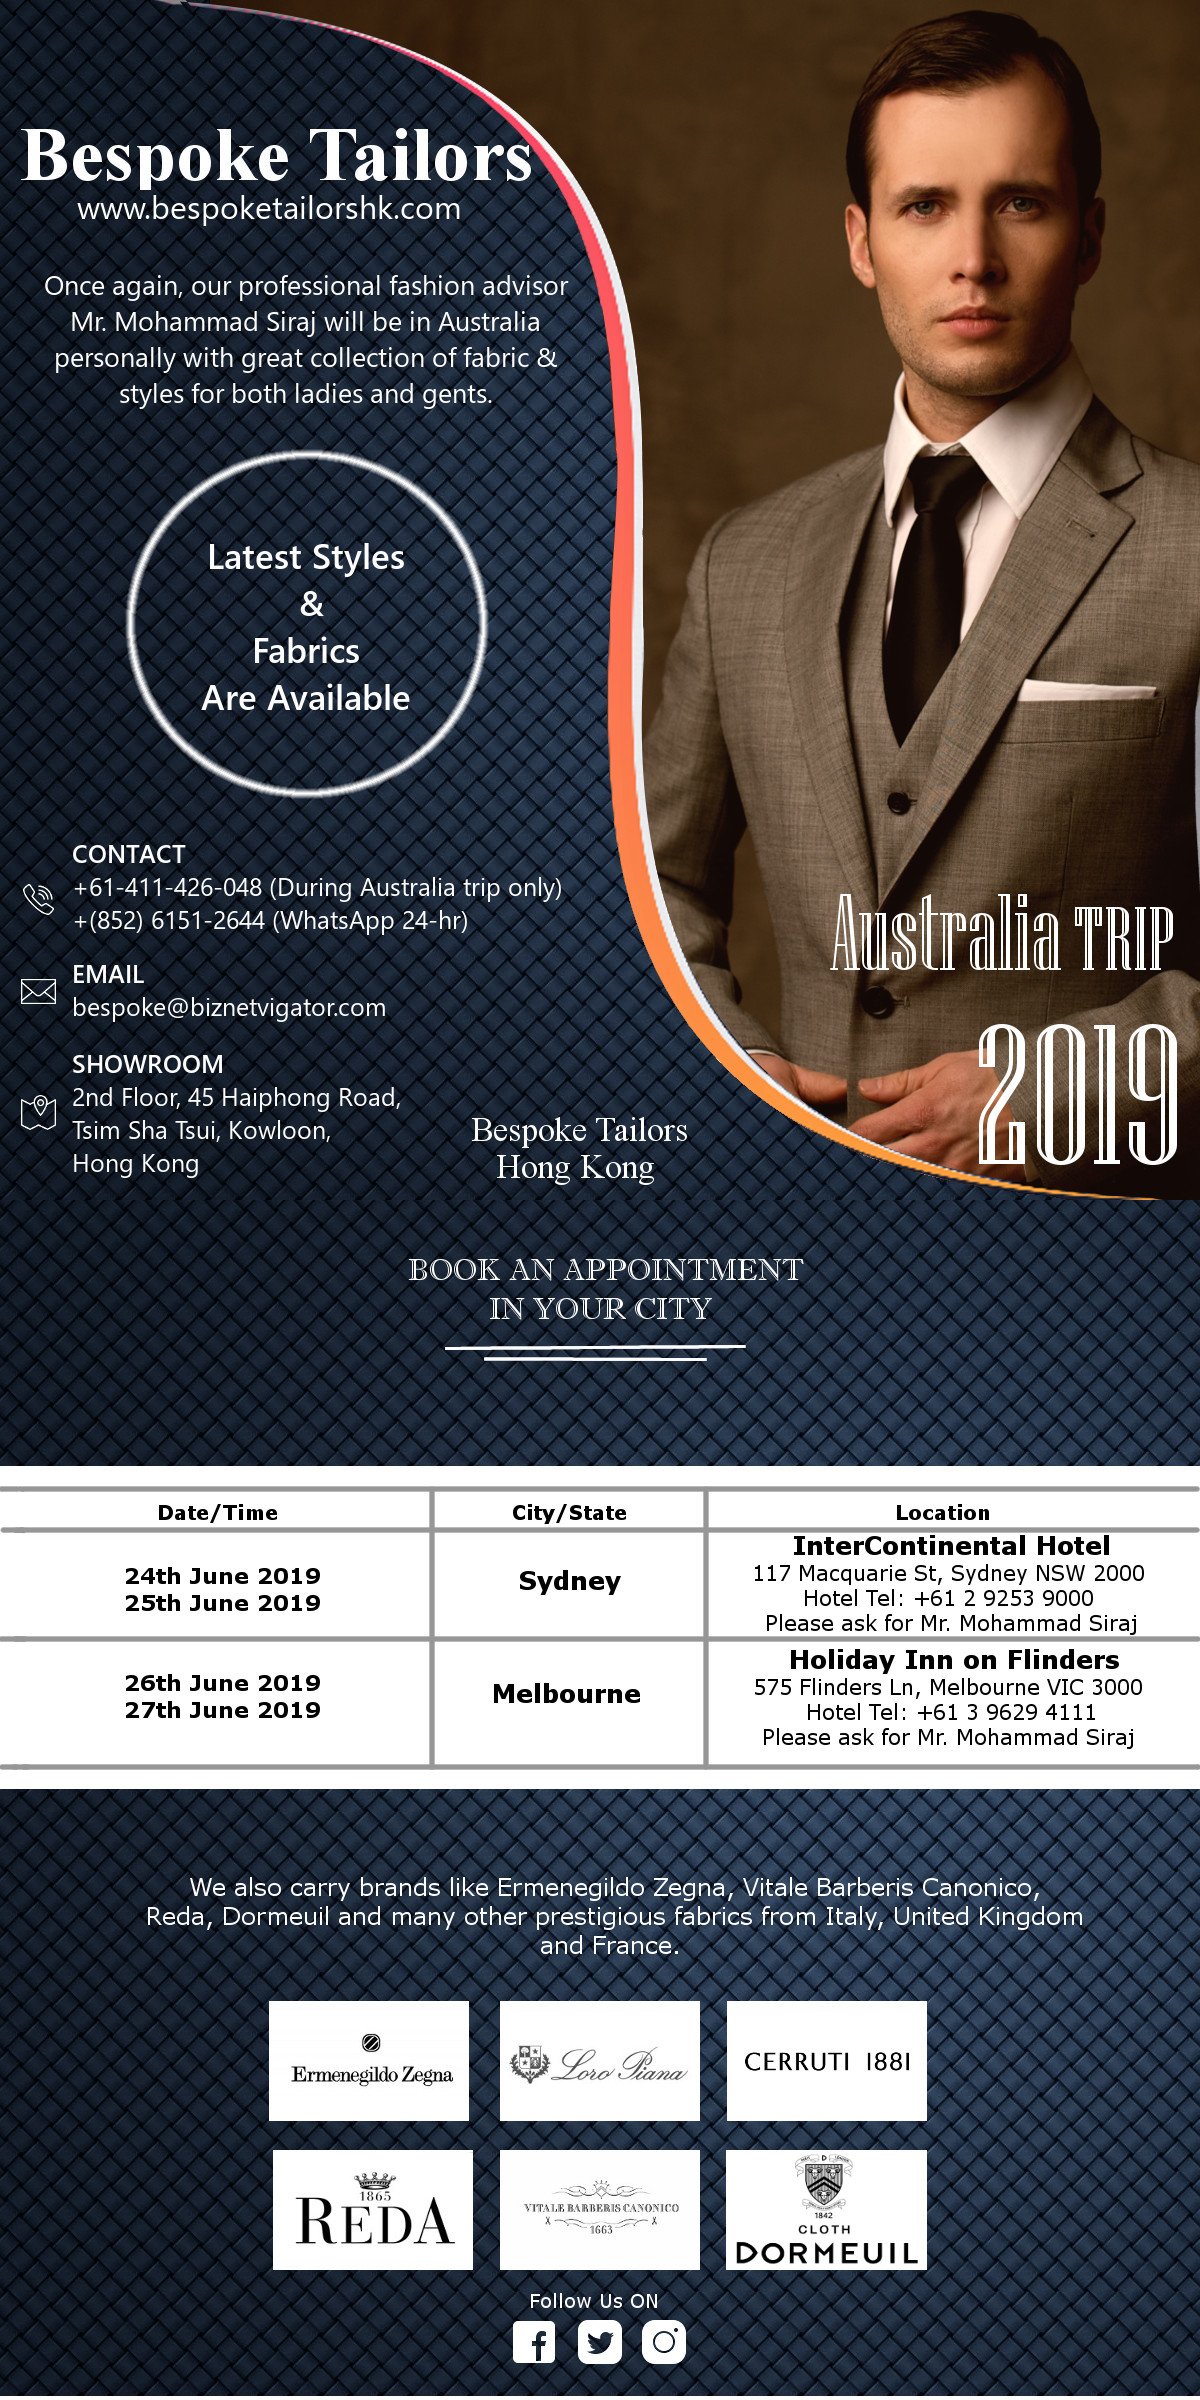 Bespoke Tailors
www.bespoketailorshk.com
Once again, our professional fashion advisor
Mr. Mohammad Siraj will be in Australia
personally with great collection of fabric &
styles for both ladies and gents.
Latest Styles
&
Fabrics
Are Available
CONTACT
+61-411-426-048 (During Australia trip only)
+(852) 6151-2644 (WhatsApp 24-hr)
EMAIL
bespoke@biznetvigator.com
SHOWROOM
2nd Floor, 45 Haiphong Road,
Tsim Sha Tsui, Kowloon,
Hong Kong
Bespoke Tailors
Hong Kong
Australia TRIP
2019
BOOK AN APPOINTMENT
IN YOUR CITY
Date/Time City/State Location
24th June 2019
25th June 2019
Sydney
InterContinental Hotel
117 Macquarie St, Sydney NSW 2000
Hotel Tel: +61 2 9253 9000
Please ask for Mr. Mohammad Siraj
26th June 2019
27th June 2019
Melbourne
Holiday Inn on Flinders
575 Flinders Ln, Melbourne VIC 3000
Hotel Tel: +61 3 9629 4111
Please ask for Mr. Mohammad Siraj
We also carry brands like Ermenegildo Zegna, Vitale Barberis Canonico,
Reda, Dormeuil and many other prestigious fabrics from Italy, United Kingdom
and France.
Ermenegildo Zegna
Loro Piana
CERRUTI 1881
1865
REDA
VITALE BARBERIS CANONICO
1663
D
1842
CLOTH
DORMEUIL
Follow Us ON